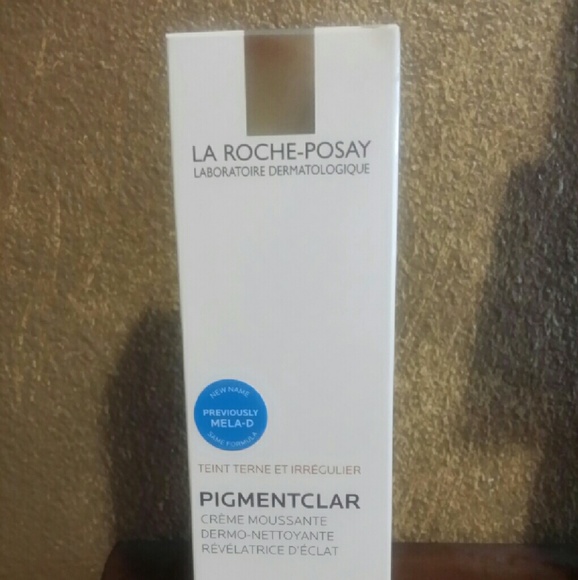 LA ROCHE-POSAY
LABORATOIRE DERMATOLOGIQUE
NEW NAME
PREVIOUSLY
MELA-D
SAME FORMULA
TEINT TERNE ET IRRÉGULIER
PIGMENTCLAR
CRÈME MOUSSANTE
DERMO-NETTOYANTE
RÉVÉLATRICE D'ÉCLAT